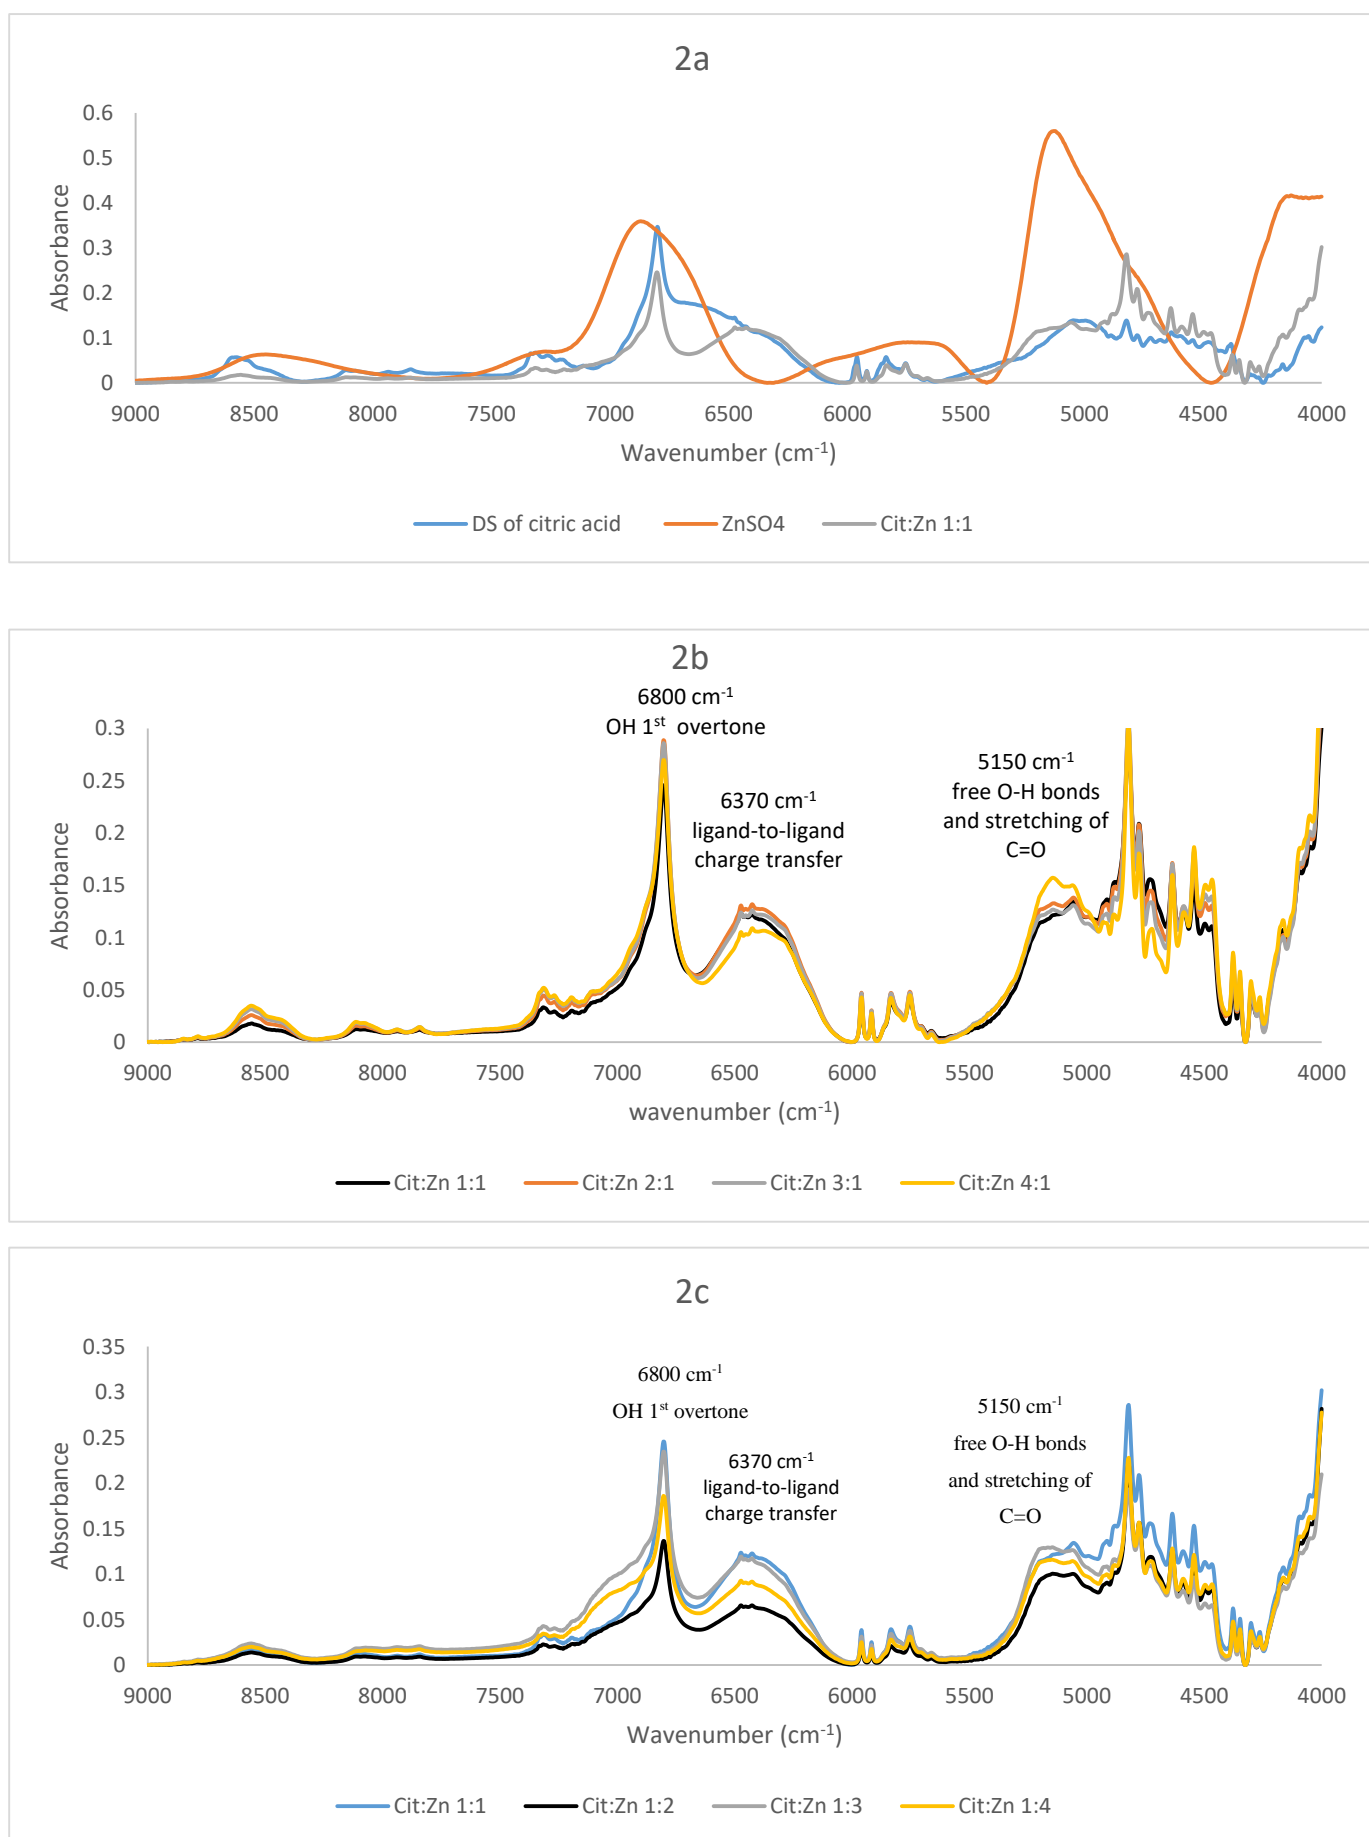 2a
0.6
0.5
0.4
0.3
0.2
0.1
0
Absorbance
9000 8500 8000 7500 7000 6500 6000 5500 5000 4500 4000
Wavenumber (cm-1)
DS of citric acid ZnSO4 Cit:Zn 1:1
2b
6800 cm-1
OH 1st overtone
6370 cm-1
ligand-to-ligand
charge transfer
5150 cm-1
free O-H bonds
and stretching of
C=O
0.3
0.25
0.2
0.15
0.1
0.05
0
Absorbance
9000 8500 8000 7500 7000 6500 6000 5500 5000 4500 4000
wavenumber (cm-1)
Cit:Zn 1:1 Cit:Zn 2:1 Cit:Zn 3:1 Cit:Zn 4:1
2c
6800 cm-1
OH 1st overtone
6370 cm-1
ligand-to-ligand
charge transfer
5150 cm-1
free O-H bonds
and stretching of
C=O
0.35
0.3
0.25
0.2
0.15
0.1
0.05
0
Absorbance
9000 8500 8000 7500 7000 6500 6000 5500 5000 4500 4000
Wavenumber (cm-1)
Cit:Zn 1:1 Cit:Zn 1:2 Cit:Zn 1:3 Cit:Zn 1:4